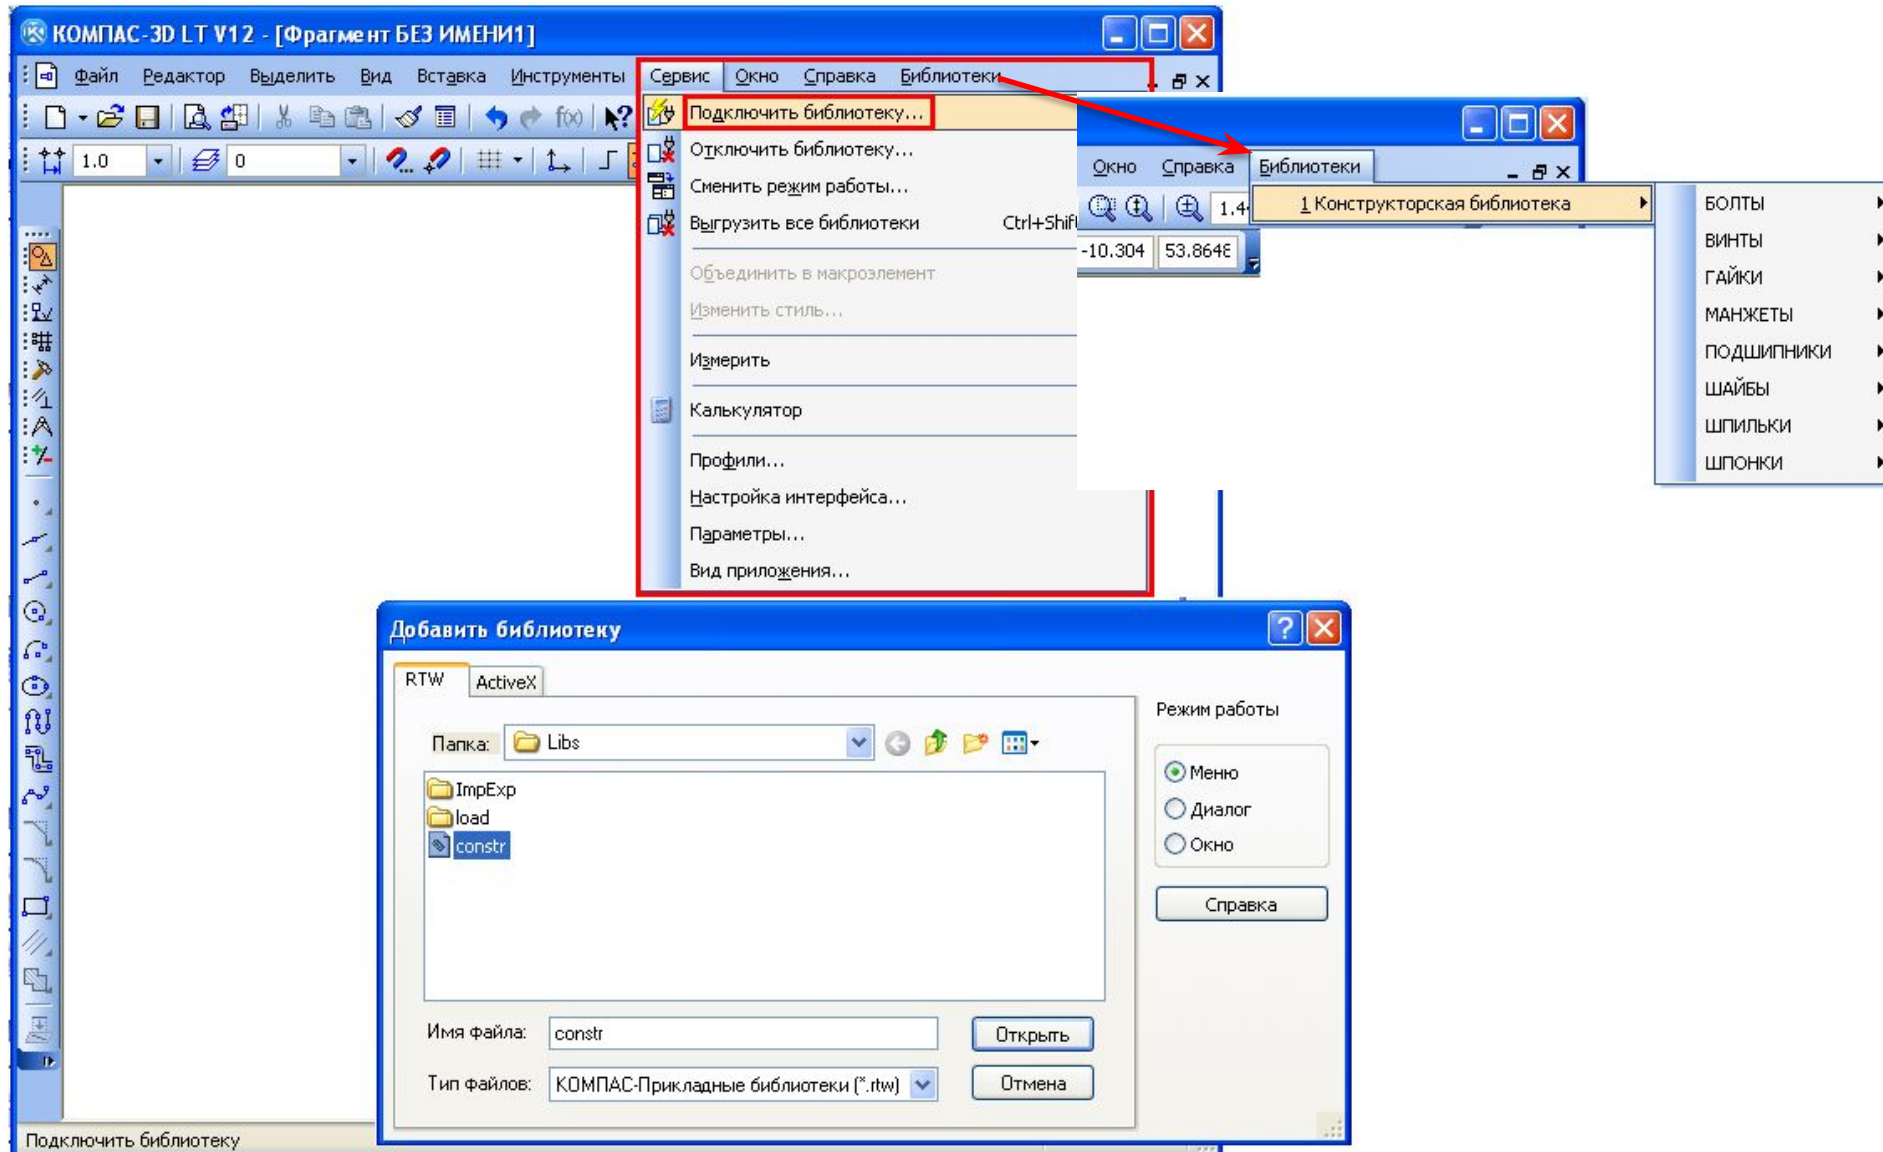 КОМПАС-3D LT V12 - [Фрагмент БЕЗ ИМЕНИ1]
Файл Редактор Выделить Вид Вставка Инструменты Сервис Окно Справка Библиотеки
f(x)
1.0 0
Подключить библиотеку...
Отключить библиотеку...
Сменить режим работы...
Выгрузить все библиотеки Ctrl+Shift
Объединить в макроэлемент
Изменить стиль...
Измерить
Калькулятор
Профили...
Настройка интерфейса...
Параметры...
Вид приложения...
Окно Справка Библиотеки
1.4
1 Конструкторская библиотека
-10.304 53.8648
БОЛТЫ
ВИНТЫ
ГАЙКИ
МАНЖЕТЫ
ПОДШИПНИКИ
ШАЙБЫ
ШПИЛЬКИ
ШПОНКИ
Добавить библиотеку
RTW ActiveX
Папка: Libs
ImpExp
load
constr
Имя файла: constr Открыть
Тип файлов: КОМПАС-Прикладные библиотеки (*.rtw) Отмена
Режим работы
Меню
Диалог
Окно
Справка
Подключить библиотеку